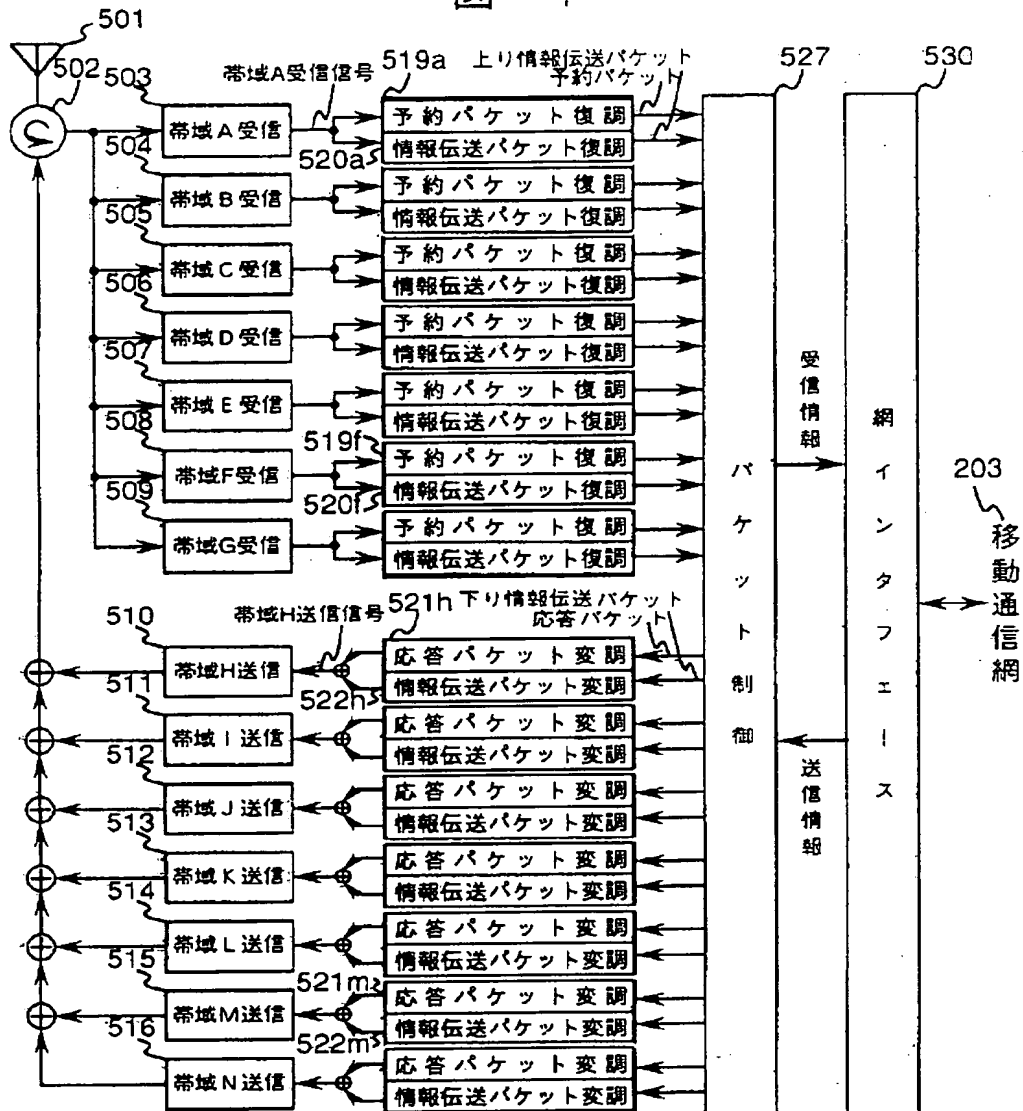 図
501
502
503
帯域A受信信号
519a
上り情報伝送パケット
予約パケット
527
530
帯域A受信
予約パケット復調
情報伝送パケット復調
520a
504
帯域B受信
予約パケット復調
情報伝送パケット復調
505
帯域C受信
予約パケット復調
情報伝送パケット復調
506
帯域D受信
予約パケット復調
情報伝送パケット復調
507
帯域E受信
予約パケット復調
情報伝送パケット復調
508
519f
帯域F受信
予約パケット復調
情報伝送パケット復調
520f
509
帯域G受信
予約パケット復調
情報伝送パケット復調
パケット制御
受信情報
送信情報
網インタフェース
203
移動通信網
510
帯域H送信信号
521h
下り情報伝送パケット
応答パケット
帯域H送信
応答パケット変調
情報伝送パケット変調
522h
511
帯域I送信
応答パケット変調
情報伝送パケット変調
512
帯域J送信
応答パケット変調
情報伝送パケット変調
513
帯域K送信
応答パケット変調
情報伝送パケット変調
514
帯域L送信
応答パケット変調
情報伝送パケット変調
515
521m
帯域M送信
応答パケット変調
情報伝送パケット変調
522m
516
帯域N送信
応答パケット変調
情報伝送パケット変調